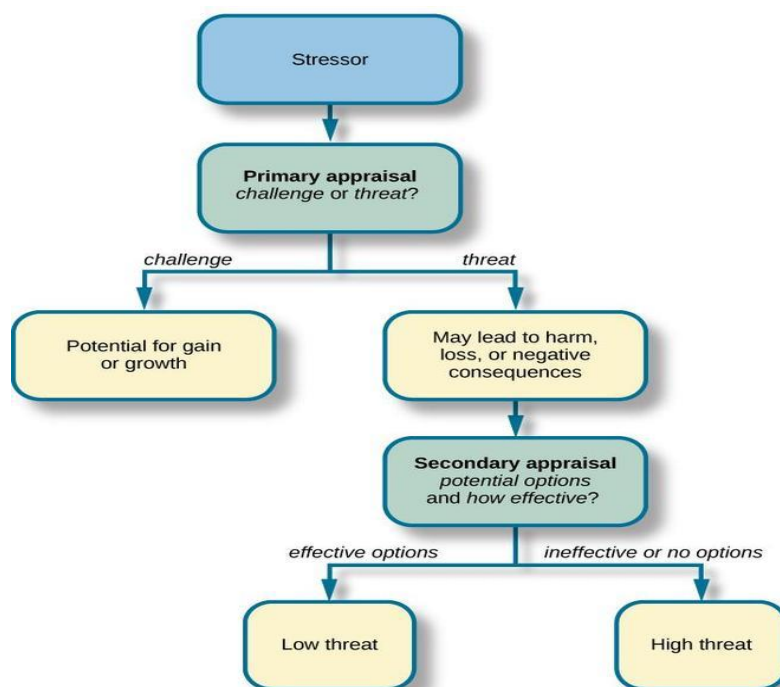 Stressor
Primary appraisal
challenge or threat?
challenge
threat
Potential for gain
or growth
May lead to harm,
loss, or negative
consequences
Secondary appraisal
potential options
and how effective?
effective options
ineffective or no options
Low threat
High threat